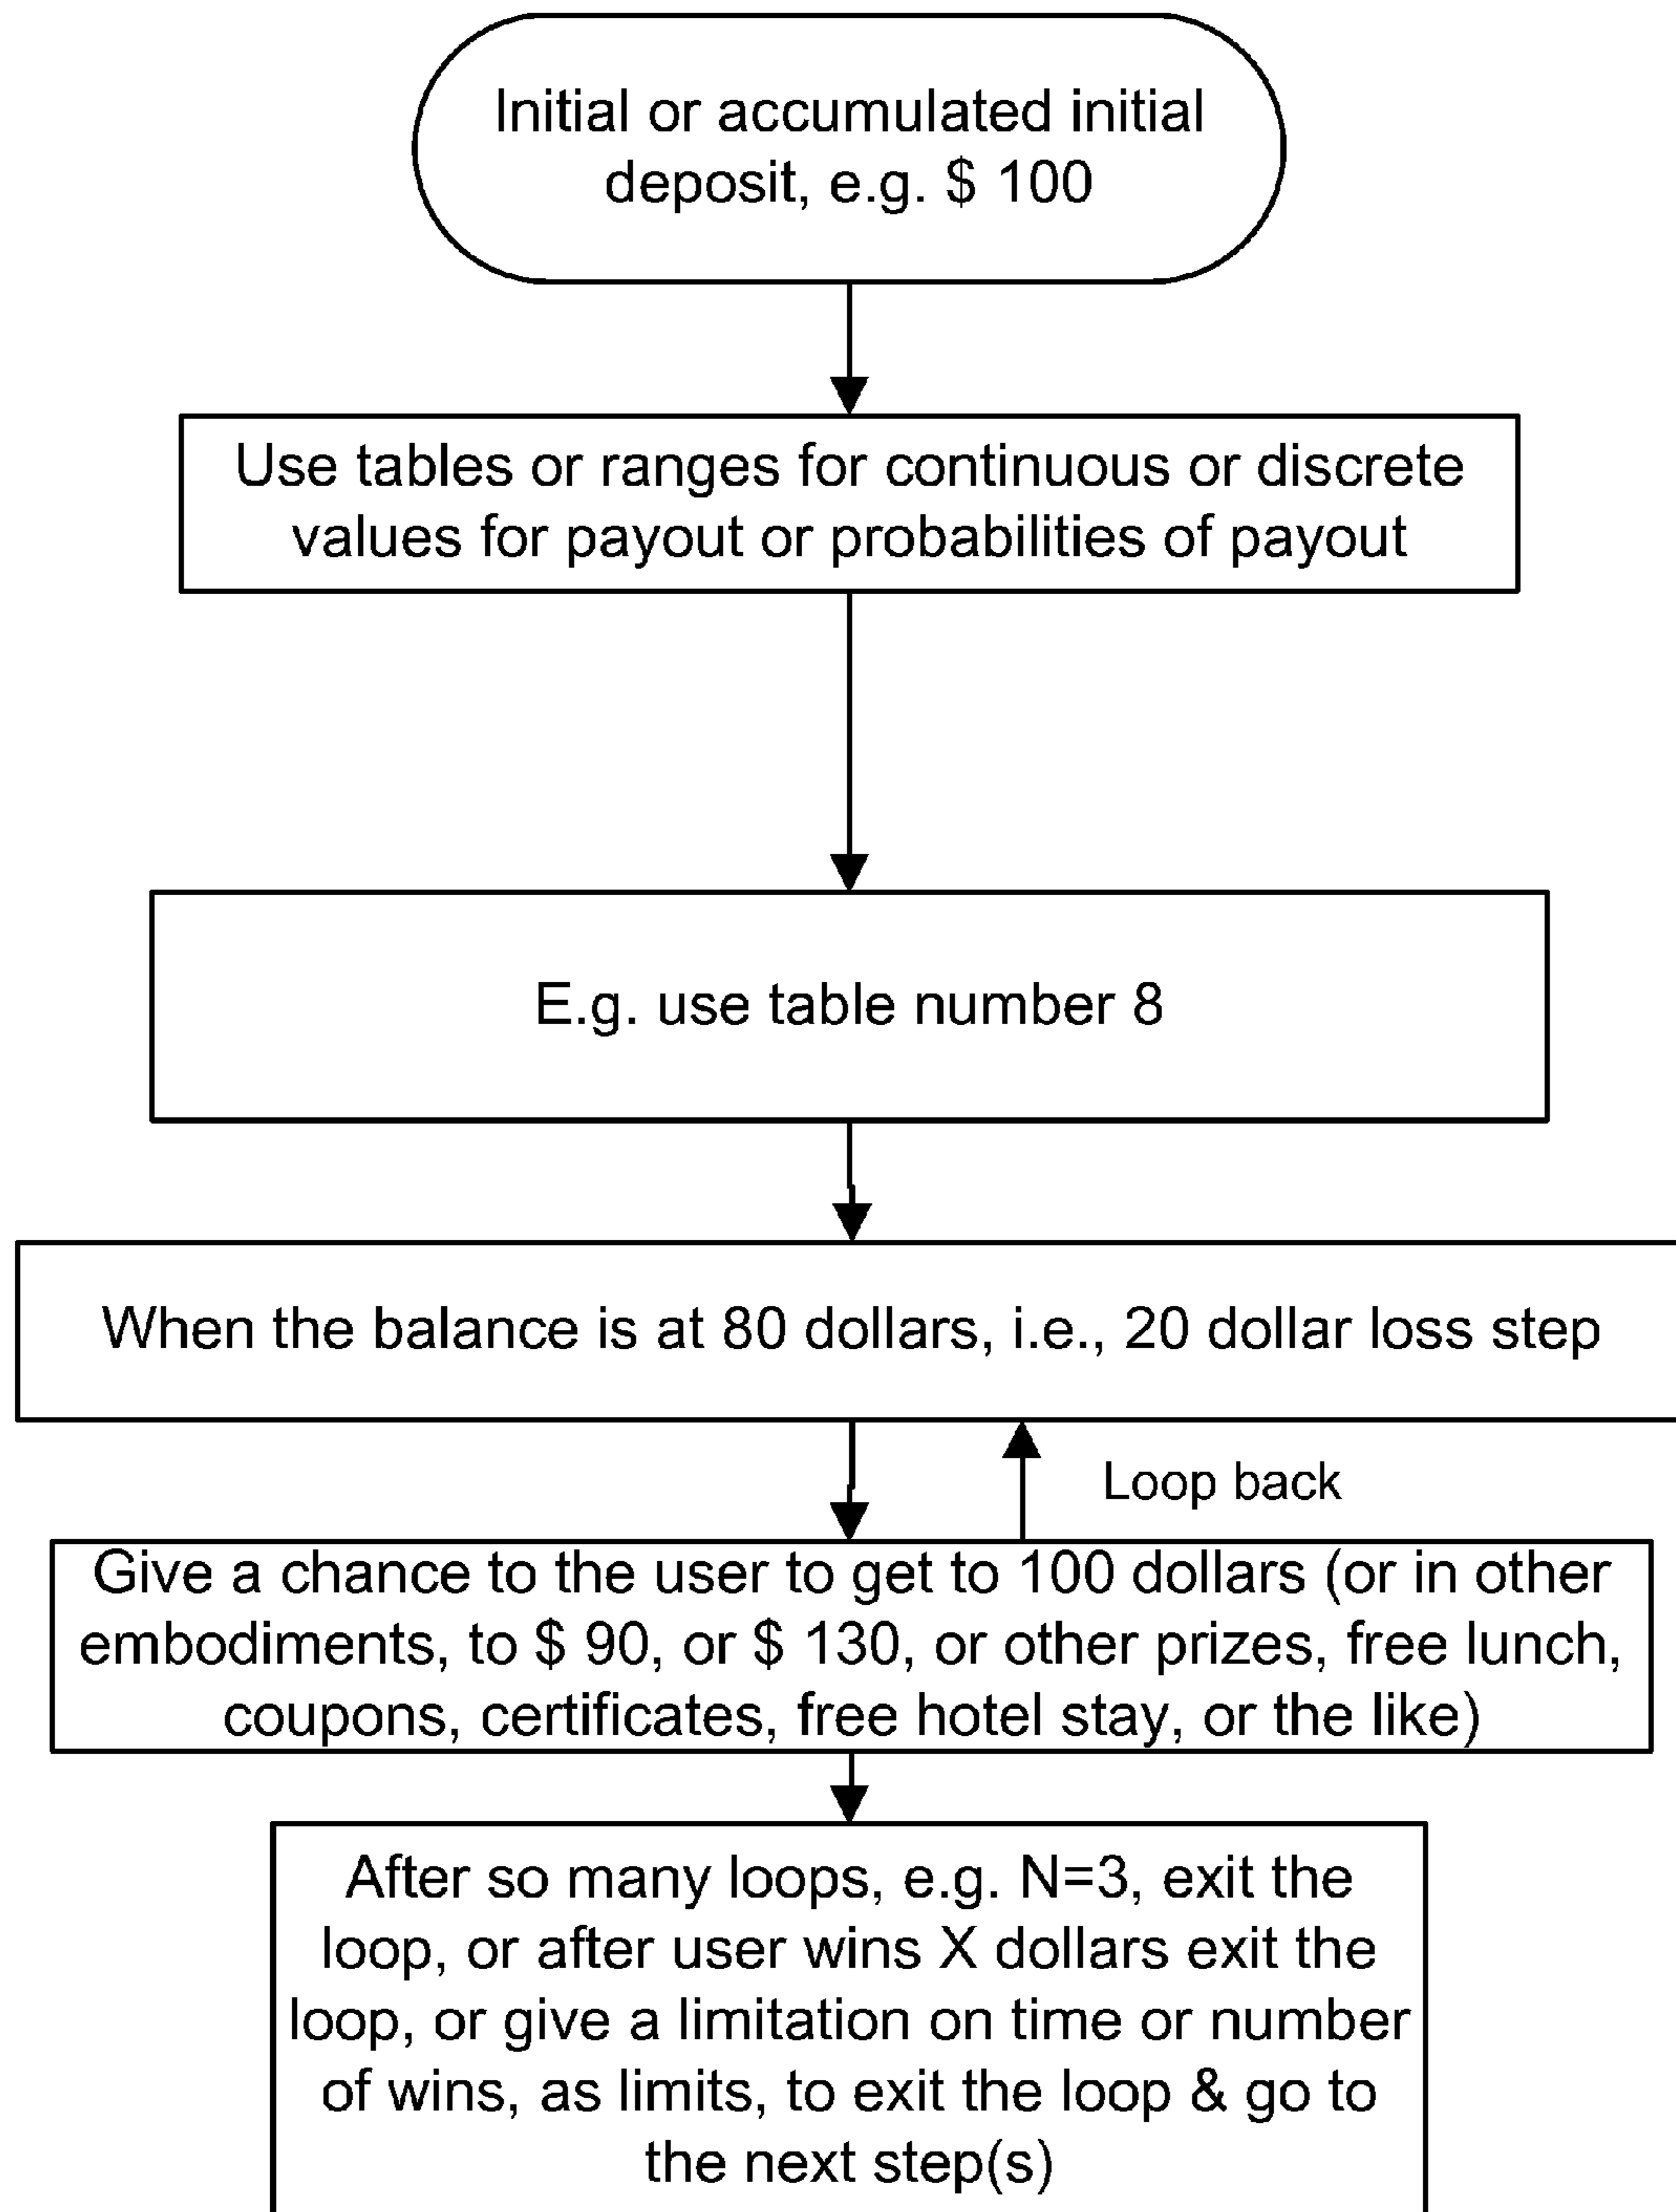 Initial or accumulated initial
deposit, e.g. $ 100
Use tables or ranges for continuous or discrete
values for payout or probabilities of payout
E.g. use table number 8
When the balance is at 80 dollars, i.e., 20 dollar loss step
Loop back
Give a chance to the user to get to 100 dollars (or in other
embodiments, to $ 90, or $ 130, or other prizes, free lunch,
coupons, certificates, free hotel stay, or the like)
After so many loops, e.g. N=3, exit the
loop, or after user wins X dollars exit the
loop, or give a limitation on time or number
of wins, as limits, to exit the loop & go to
the next step(s)